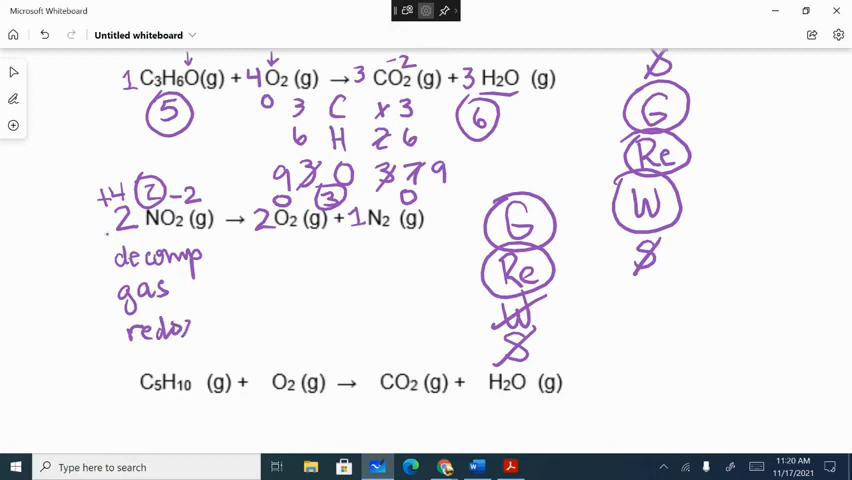 Microsoft Whiteboard
Untitled whiteboard
-2
1 C3H6O(g) + 4 O2 (g) → 3 CO2 (g) + 3 H2O (g)
5
0
3 C x 3
6
6 H 2 6
9 3 O 3 7 9
+4 2 -2
0
3
0
2 NO2 (g) → 2 O2 (g) + 1 N2 (g)
decomp
gas
redox
G
Re
W
S
S
G
Re
W
S
C5H10 (g) + O2 (g) → CO2 (g) + H2O (g)
Type here to search
11:20 AM
11/17/2021